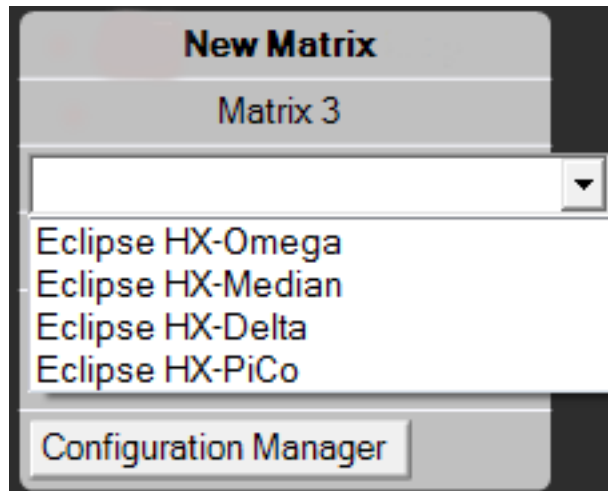 New Matrix
Matrix 3
Eclipse HX-Omega
Eclipse HX-Median
Eclipse HX-Delta
Eclipse HX-PiCo
Configuration Manager